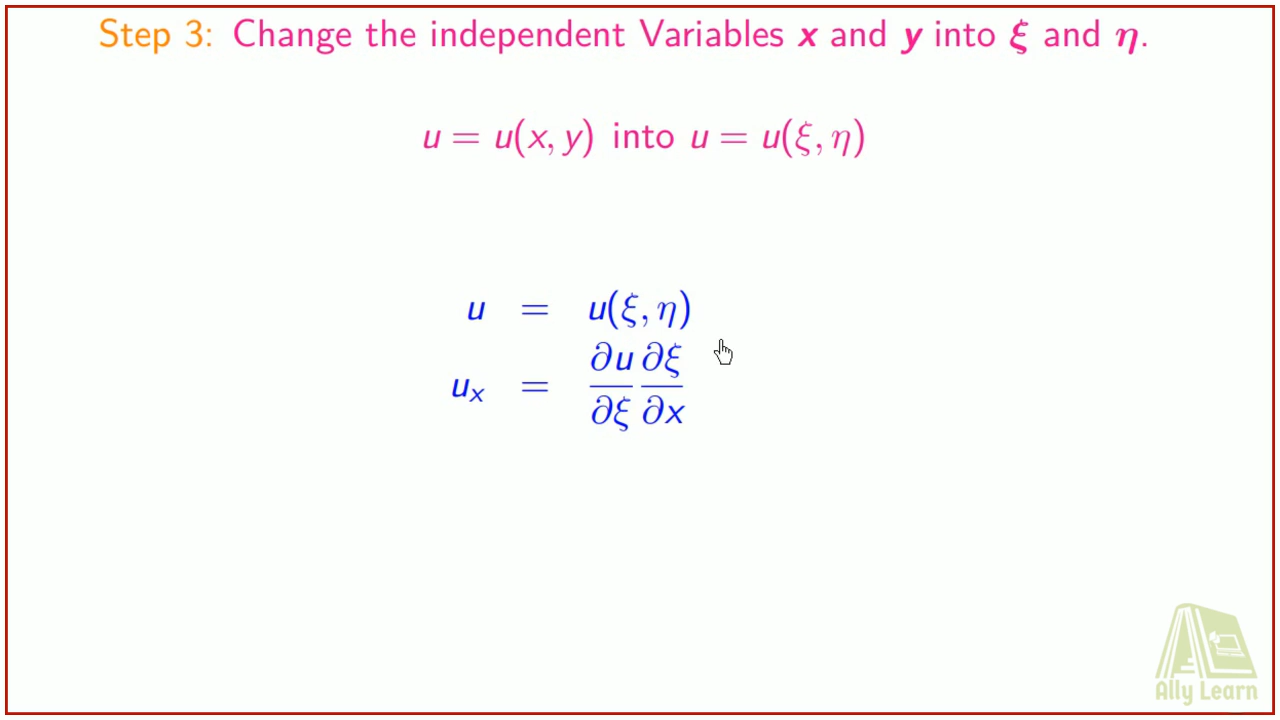 Step 3: Change the independent Variables x and y into ξ and η.
u = u(x, y) into u = u(ξ, η)
u = u(ξ, η)
u_x = ∂u/∂ξ ∂ξ/∂x
Ally Learn